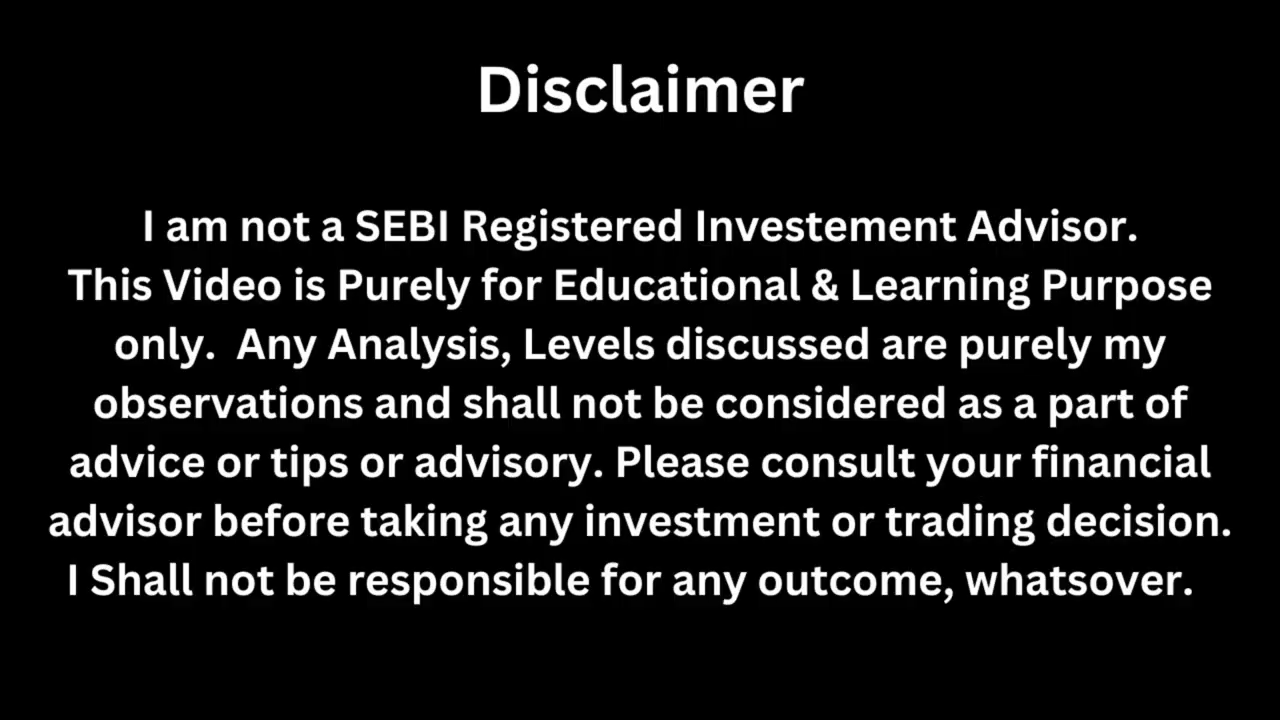 Disclaimer
I am not a SEBI Registered Investement Advisor.
This Video is Purely for Educational & Learning Purpose
only.  Any Analysis, Levels discussed are purely my
observations and shall not be considered as a part of
advice or tips or advisory. Please consult your financial
advisor before taking any investment or trading decision.
I Shall not be responsible for any outcome, whatsover.